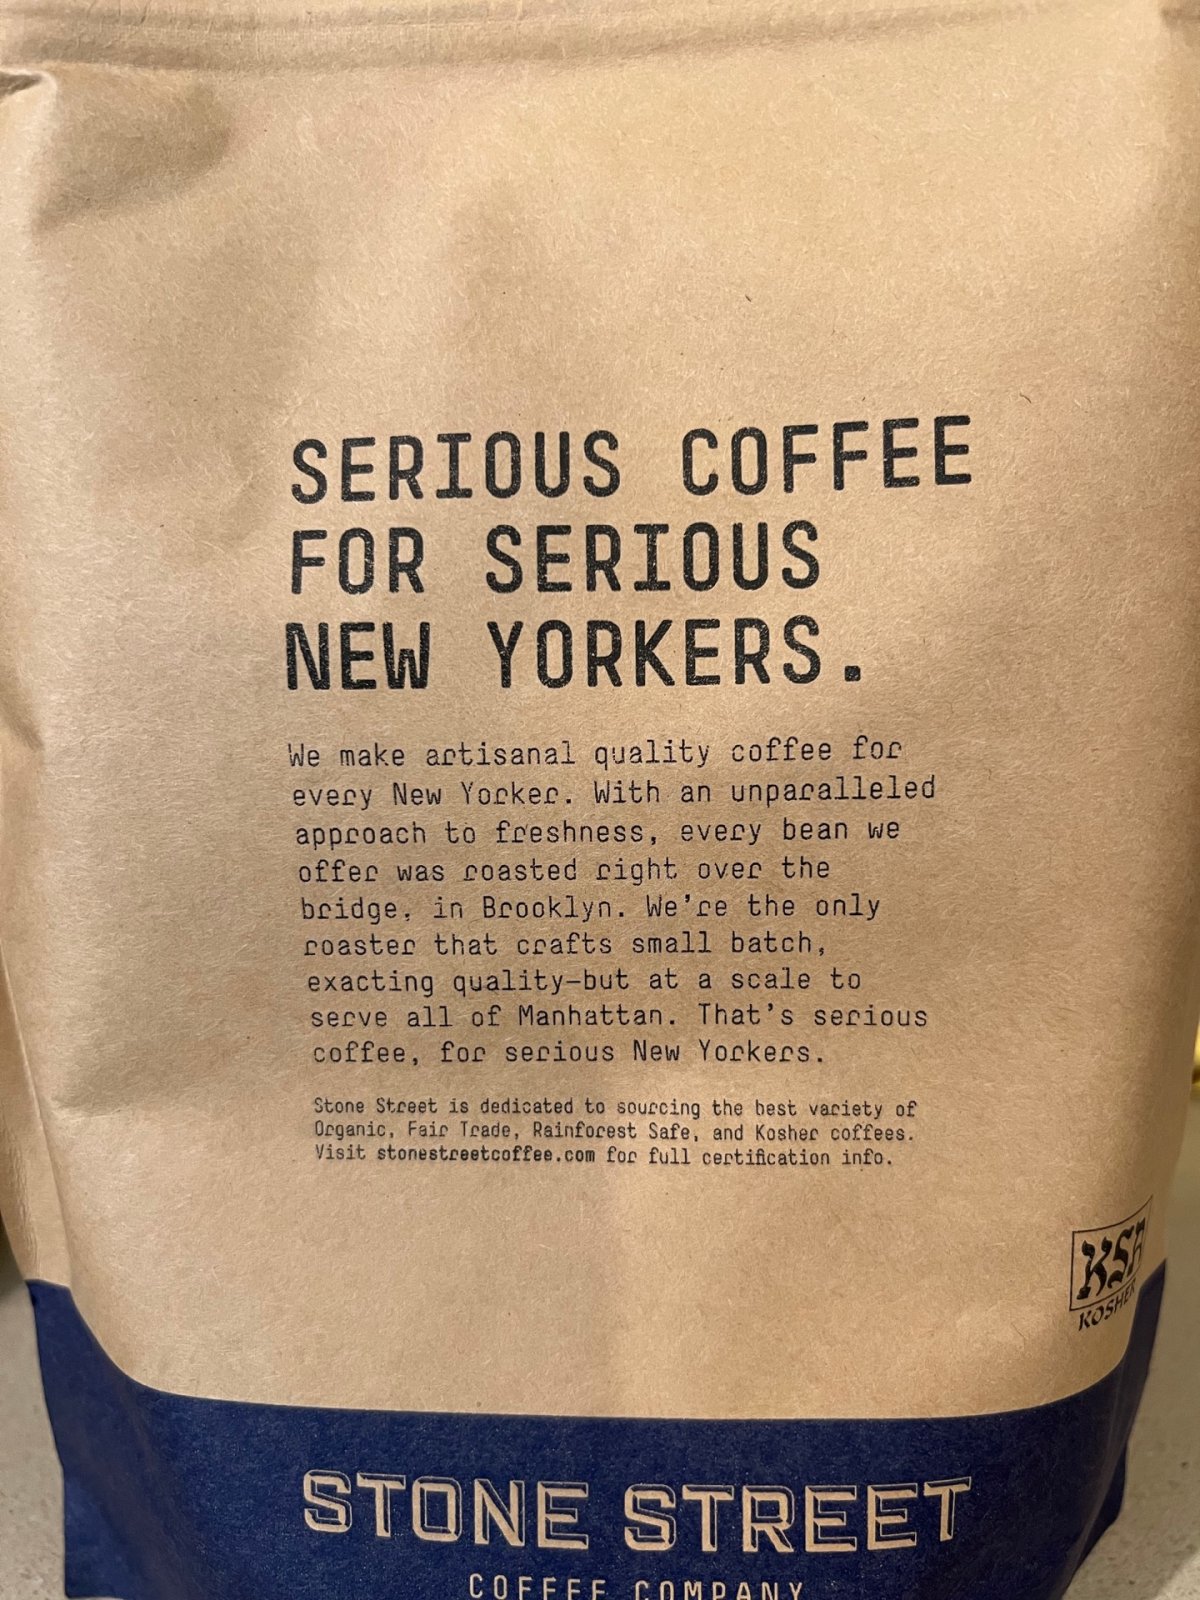 SERIOUS COFFEE
FOR SERIOUS
NEW YORKERS.
We make artisanal quality coffee for
every New Yorker. With an unparalleled
approach to freshness, every bean we
offer was roasted right over the
bridge, in Brooklyn. We're the only
roaster that crafts small batch,
exacting quality—but at a scale to
serve all of Manhattan. That's serious
coffee, for serious New Yorkers.
Stone Street is dedicated to sourcing the best variety of
Organic, Fair Trade, Rainforest Safe, and Kosher coffees.
Visit stonestreetcoffee.com for full certification info.
KSA
KOSHER
STONE STREET
COFFEE COMPANY